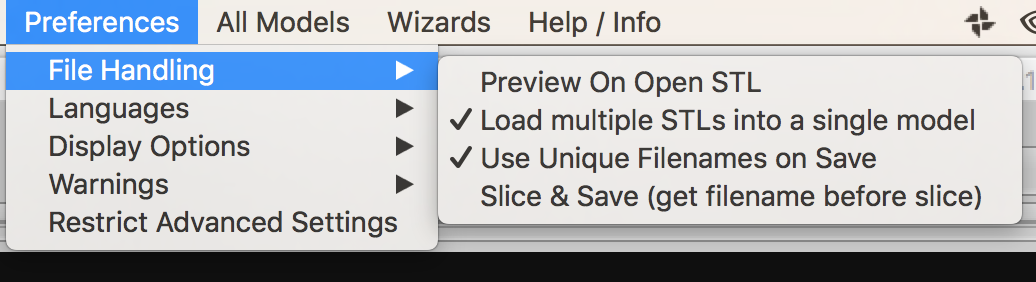 Preferences All Models Wizards Help / Info
File Handling
Languages
Display Options
Warnings
Restrict Advanced Settings
Preview On Open STL
Load multiple STLs into a single model
Use Unique Filenames on Save
Slice & Save (get filename before slice)